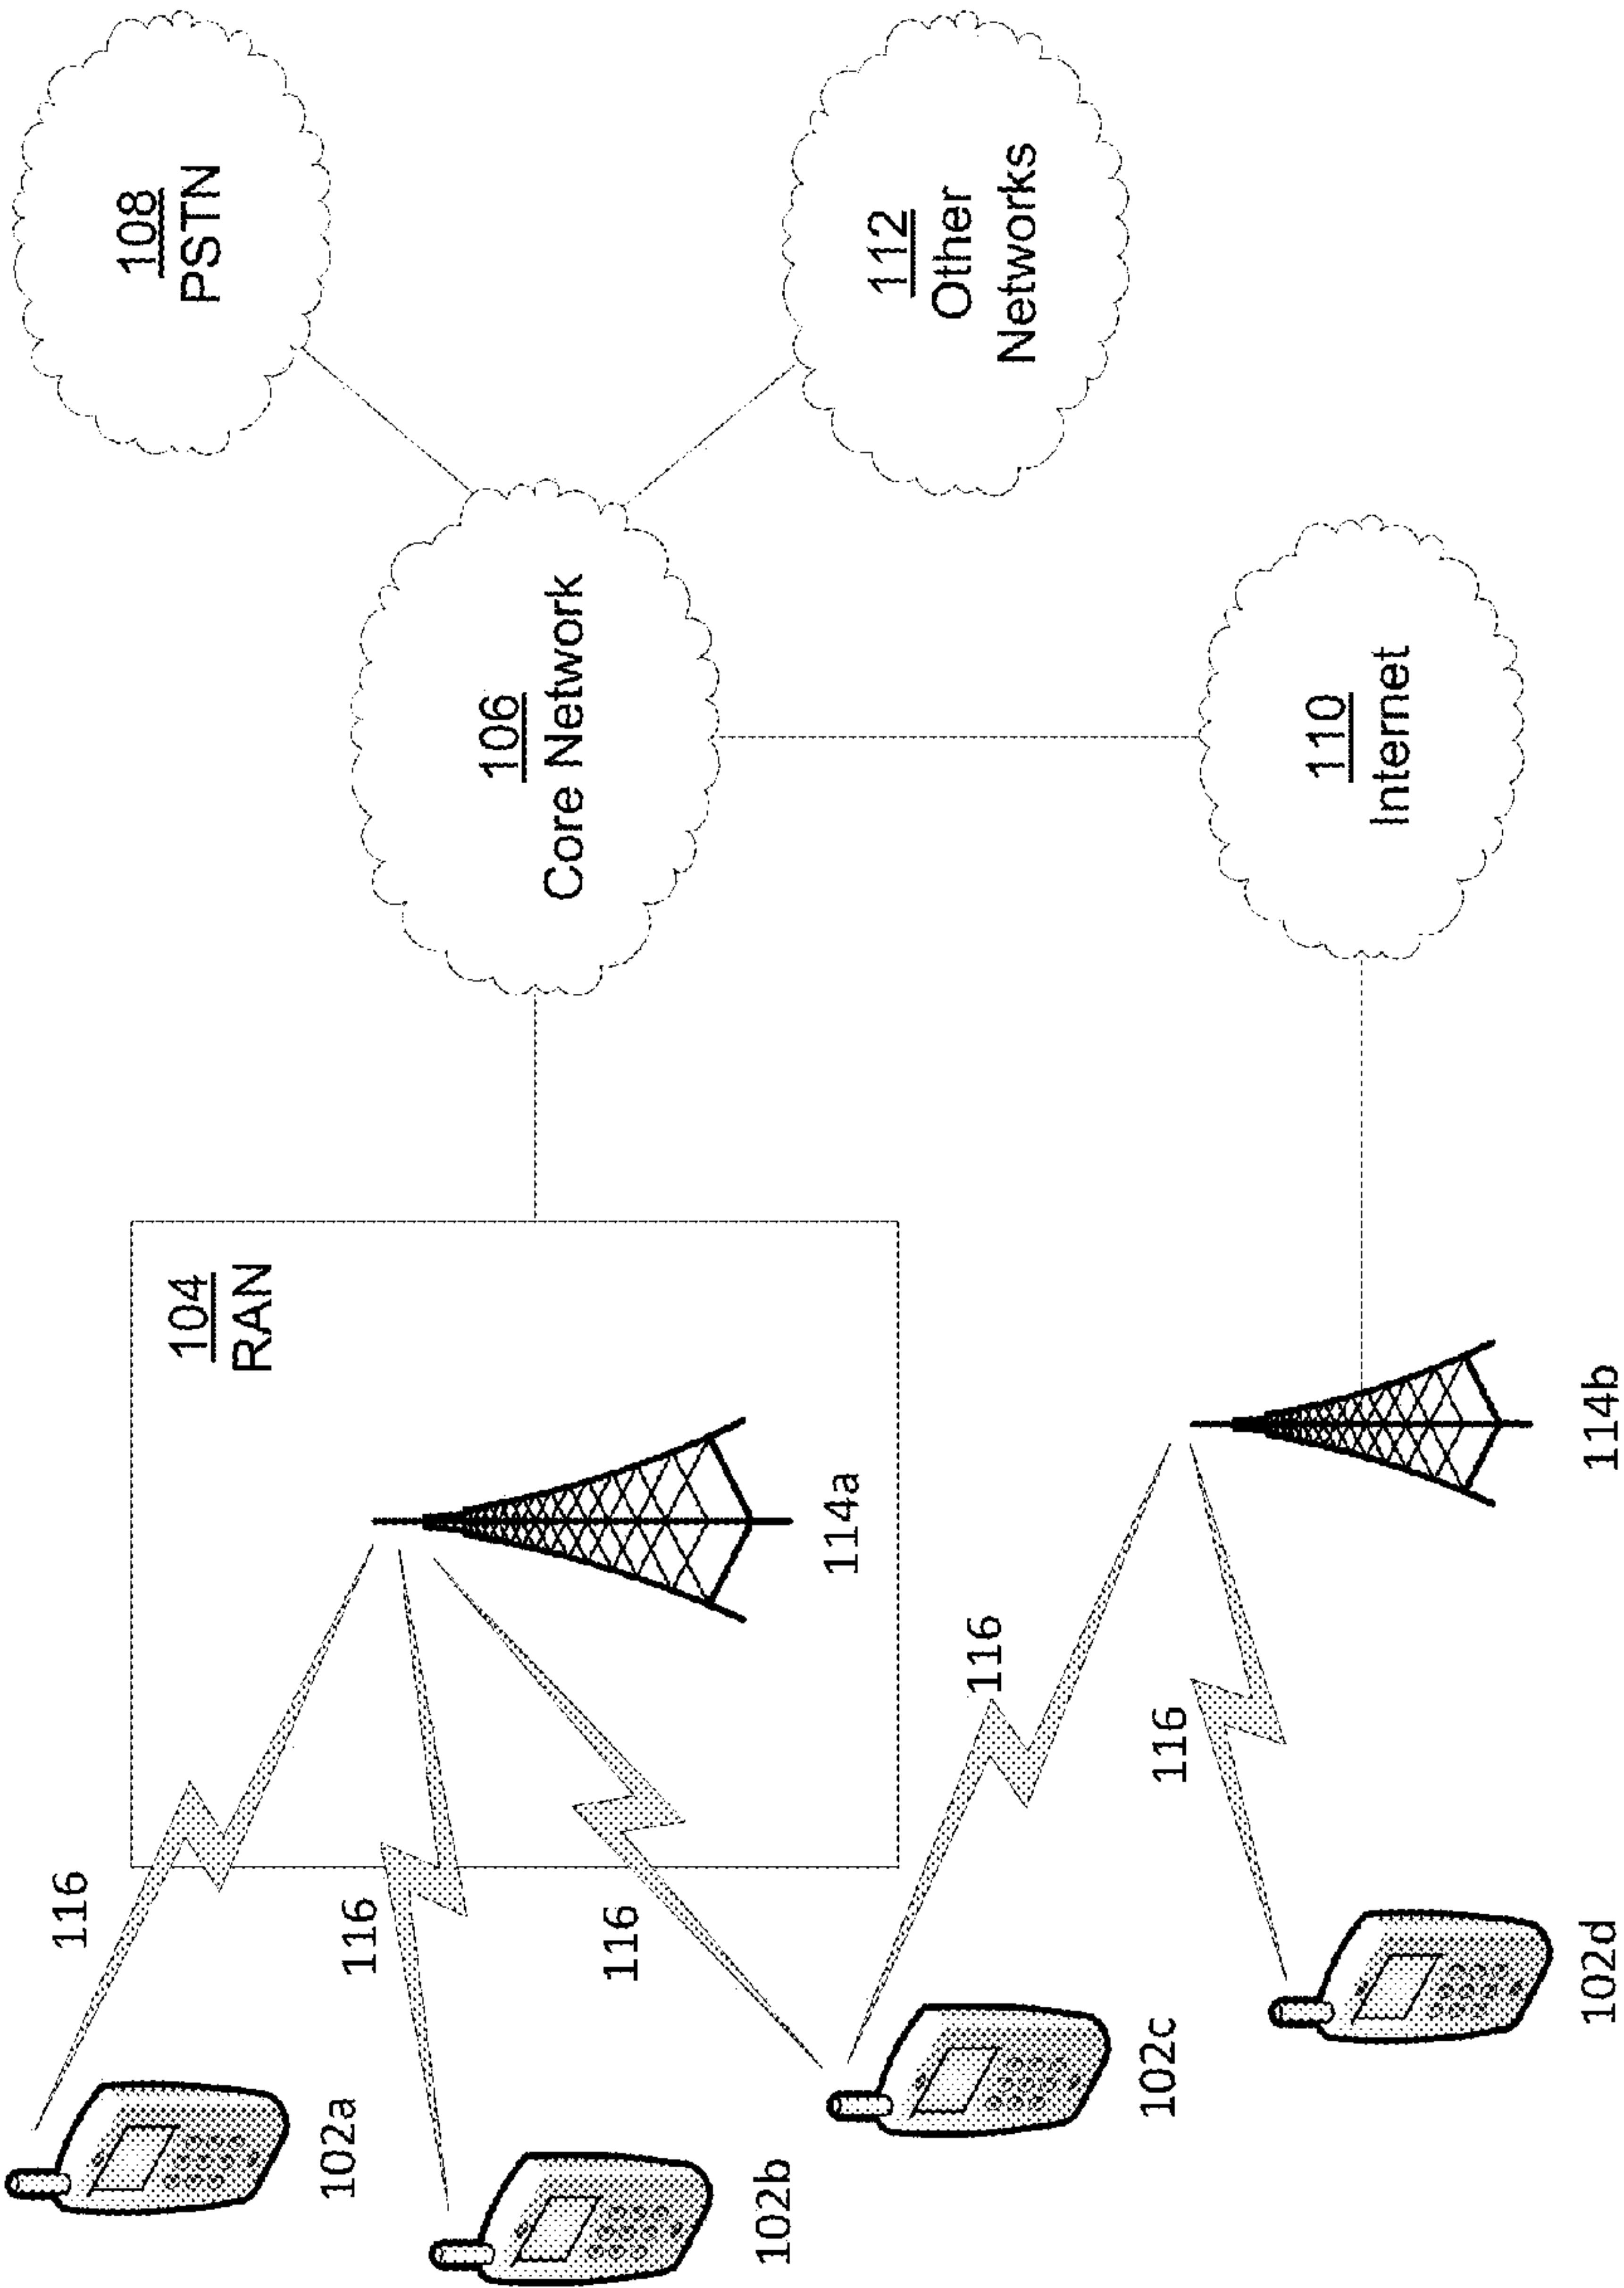 102a
116
102b
116
116
102c
116
102d
116
104
RAN
114a
114b
106
Core Network
108
PSTN
112
Other
Networks
110
Internet